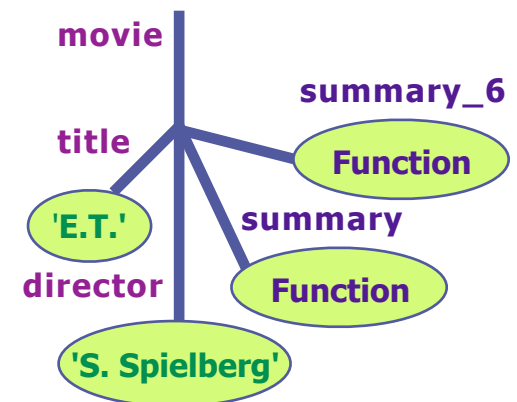 movie
summary_6
title
Function
'E.T.'
summary
director
Function
'S. Spielberg'